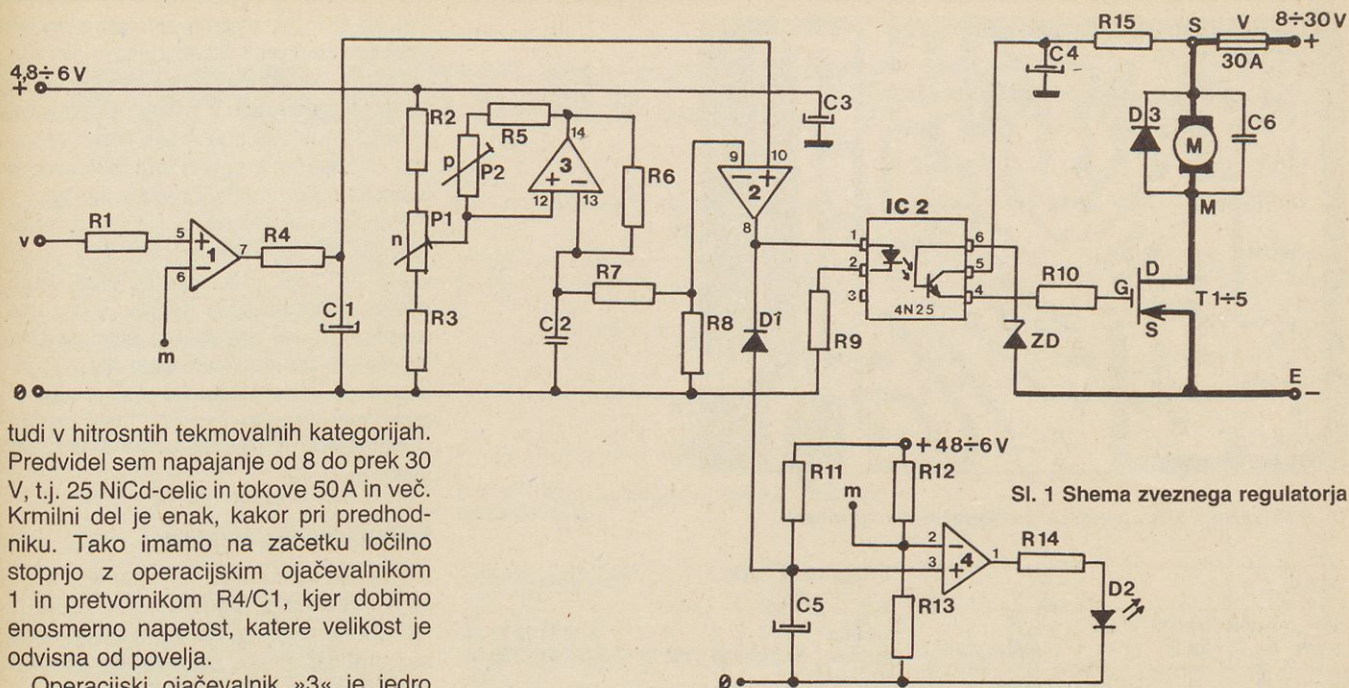 R15
S
V
8÷30V
+
30A
C4
4,8÷6V
+
C3
R2
R5
14
p
P2
3
+ −
12
13
R6
9
10
− +
2
8
D3
M
C6
M
R1
v
5
+
1
6
−
7
R4
P1
n
IC 2
1
2
3
6
5
4
4N25
R10
G
D
S
T1÷5
R7
C1
m
R3
C2
R8
D1
R9
ZD
0
E
−
tudi v hitrosntih tekmovalnih kategorijah.
Predvidel sem napajanje od 8 do prek 30
V, t.j. 25 NiCd-celic in tokove 50A in več.
Krmilni del je enak, kakor pri predhod-
niku. Tako imamo na začetku ločilno
stopnjo z operacijskim ojačevalnikom
1 in pretvornikom R4/C1, kjer dobimo
enosmerno napetost, katere velikost je
odvisna od povelja.
Operacijski ojačevalnik »3« je jedro
+48÷6V
R11
m
R12
Sl. 1 Shema zveznega regulatorja
2
−
3
+
4
1
R14
C5
R13
D2
0